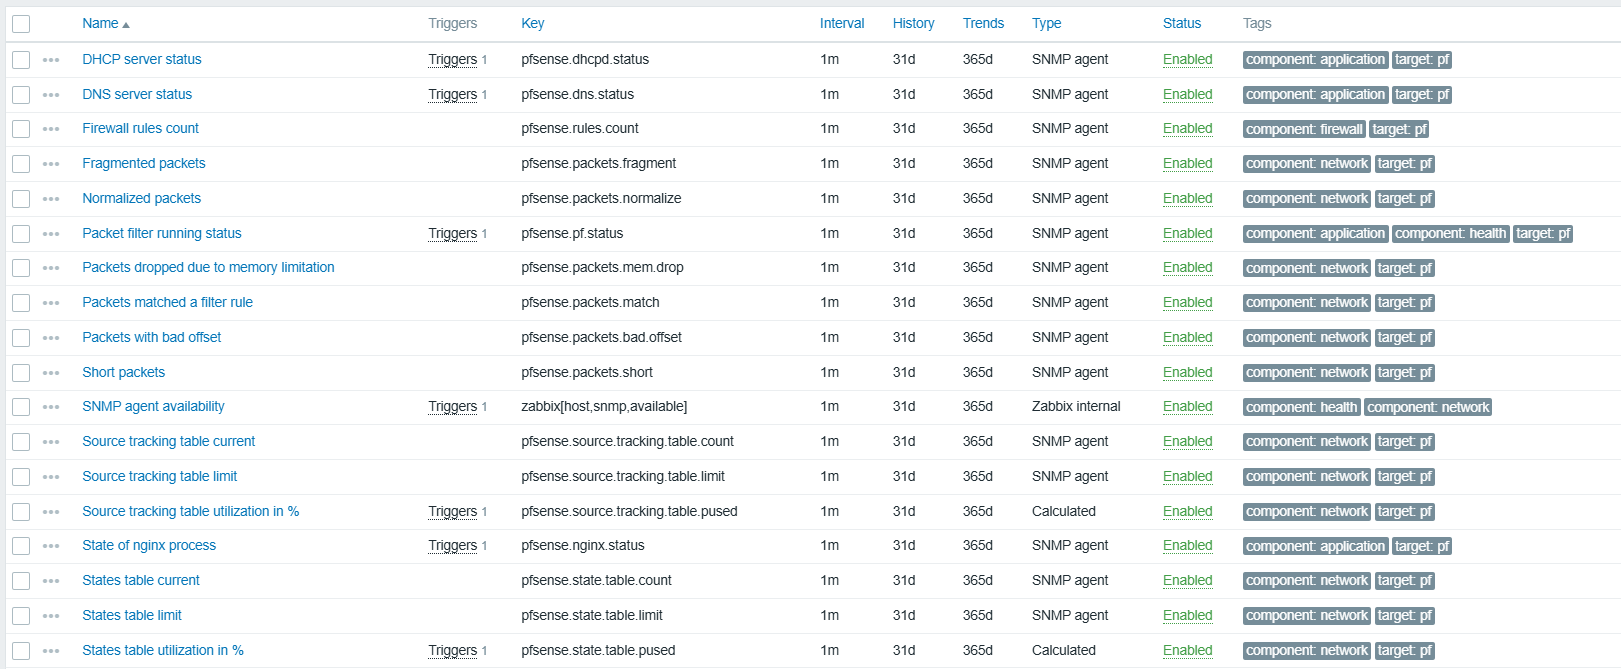 Name Triggers Key Interval History Trends Type Status Tags
DHCP server status Triggers 1 pfsense.dhcpd.status 1m 31d 365d SNMP agent Enabled component: application target: pf
DNS server status Triggers 1 pfsense.dns.status 1m 31d 365d SNMP agent Enabled component: application target: pf
Firewall rules count pfsense.rules.count 1m 31d 365d SNMP agent Enabled component: firewall target: pf
Fragmented packets pfsense.packets.fragment 1m 31d 365d SNMP agent Enabled component: network target: pf
Normalized packets pfsense.packets.normalize 1m 31d 365d SNMP agent Enabled component: network target: pf
Packet filter running status Triggers 1 pfsense.pf.status 1m 31d 365d SNMP agent Enabled component: application component: health target: pf
Packets dropped due to memory limitation pfsense.packets.mem.drop 1m 31d 365d SNMP agent Enabled component: network target: pf
Packets matched a filter rule pfsense.packets.match 1m 31d 365d SNMP agent Enabled component: network target: pf
Packets with bad offset pfsense.packets.bad.offset 1m 31d 365d SNMP agent Enabled component: network target: pf
Short packets pfsense.packets.short 1m 31d 365d SNMP agent Enabled component: network target: pf
SNMP agent availability Triggers 1 zabbix[host,snmp,available] 1m 31d 365d Zabbix internal Enabled component: health component: network
Source tracking table current pfsense.source.tracking.table.count 1m 31d 365d SNMP agent Enabled component: network target: pf
Source tracking table limit pfsense.source.tracking.table.limit 1m 31d 365d SNMP agent Enabled component: network target: pf
Source tracking table utilization in % Triggers 1 pfsense.source.tracking.table.pused 1m 31d 365d Calculated Enabled component: network target: pf
State of nginx process Triggers 1 pfsense.nginx.status 1m 31d 365d SNMP agent Enabled component: application target: pf
States table current pfsense.state.table.count 1m 31d 365d SNMP agent Enabled component: network target: pf
States table limit pfsense.state.table.limit 1m 31d 365d SNMP agent Enabled component: network target: pf
States table utilization in % Triggers 1 pfsense.state.table.pused 1m 31d 365d Calculated Enabled component: network target: pf